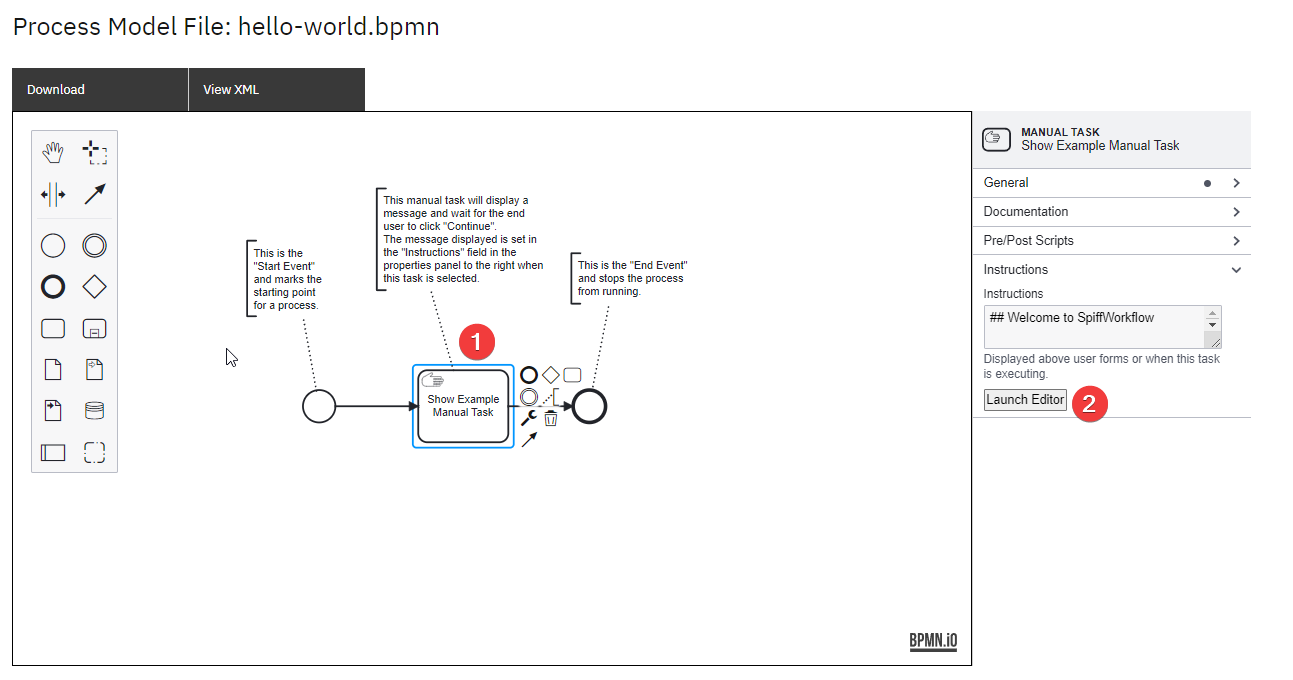 Process Model File: hello-world.bpmn
Download
View XML
This is the
"Start Event"
and marks the
starting point
for a process.
This manual task will display a
message and wait for the end
user to click "Continue".
The message displayed is set in
the "Instructions" field in the
properties panel to the right when
this task is selected.
This is the "End Event"
and stops the process
from running.
1
Show Example
Manual Task
BPMN.iO
MANUAL TASK
Show Example Manual Task
General
Documentation
Pre/Post Scripts
Instructions
Instructions
## Welcome to SpiffWorkflow
Displayed above user forms or when this task
is executing.
Launch Editor
2